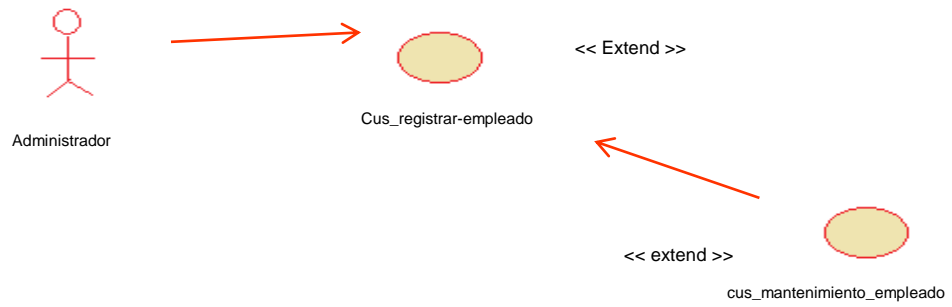 << Extend >>
Cus_registrar-empleado
Administrador
<< extend >>
cus_mantenimiento_empleado